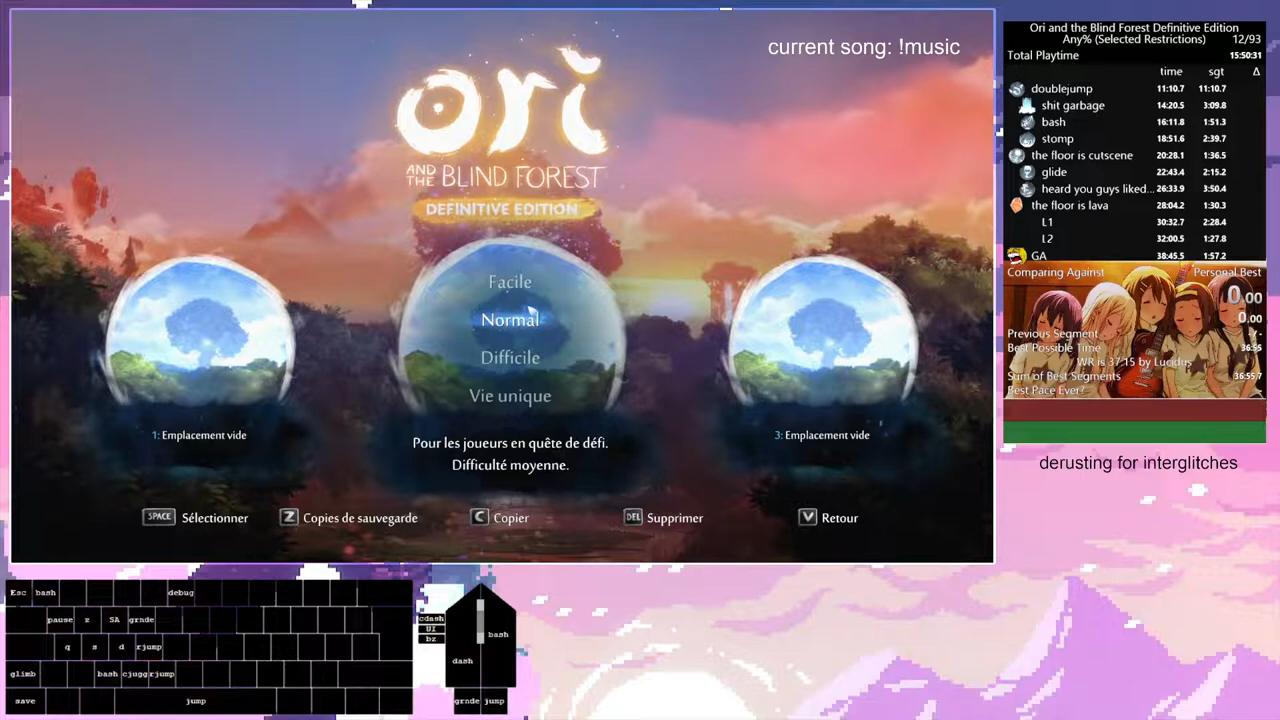 current song: !music
ori
AND THE BLIND FOREST
DEFINITIVE EDITION
Facile
Normal
Difficile
Vie unique
Pour les joueurs en quête de défi.
Difficulté moyenne.
1: Emplacement vide
3: Emplacement vide
SPACE Sélectionner
Z Copies de sauvegarde
C Copier
DEL Supprimer
V Retour
Ori and the Blind Forest Definitive Edition
Any% (Selected Restrictions) 12/93
Total Playtime 15:50:31
time sgt Δ
doublejump 11:10.7 11:10.7
shit garbage 14:20.5 3:09.8
bash 16:11.8 1:51.3
stomp 18:51.6 2:39.7
the floor is cutscene 20:28.1 1:36.5
glide 22:43.4 2:15.2
heard you guys liked... 26:33.9 3:50.4
the floor is lava 28:04.2 1:30.3
L1 30:32.7 2:28.4
L2 32:00.5 1:27.8
GA 38:45.5 1:57.2
Comparing Against Personal Best
0.00
0.00
Previous Segment -/-
Best Possible Time 36:55
WR is 37:15 by Lucidus
Sum of Best Segments 36:55.7
Best Pace Ever?
derusting for interglitches
Esc bash debug
pause z SA grnde
q s d rjump
glimb bash cjugg rjump
save jump
cdash
UI
bz
bash
dash
grnde jump